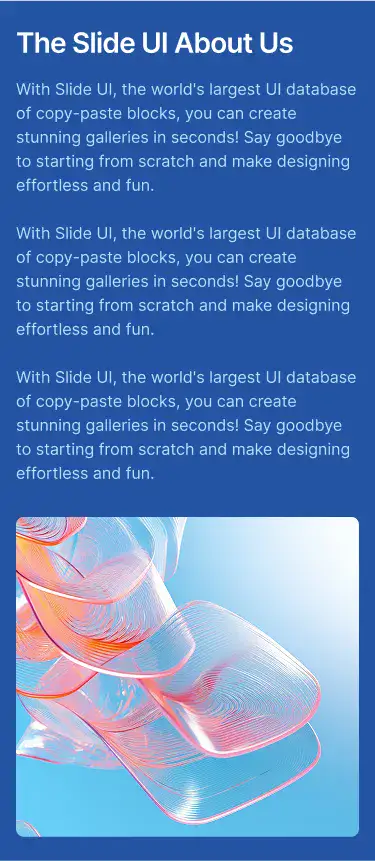 The Slide UI About Us
With Slide UI, the world's largest UI database
of copy-paste blocks, you can create
stunning galleries in seconds! Say goodbye
to starting from scratch and make designing
effortless and fun.
With Slide UI, the world's largest UI database
of copy-paste blocks, you can create
stunning galleries in seconds! Say goodbye
to starting from scratch and make designing
effortless and fun.
With Slide UI, the world's largest UI database
of copy-paste blocks, you can create
stunning galleries in seconds! Say goodbye
to starting from scratch and make designing
effortless and fun.